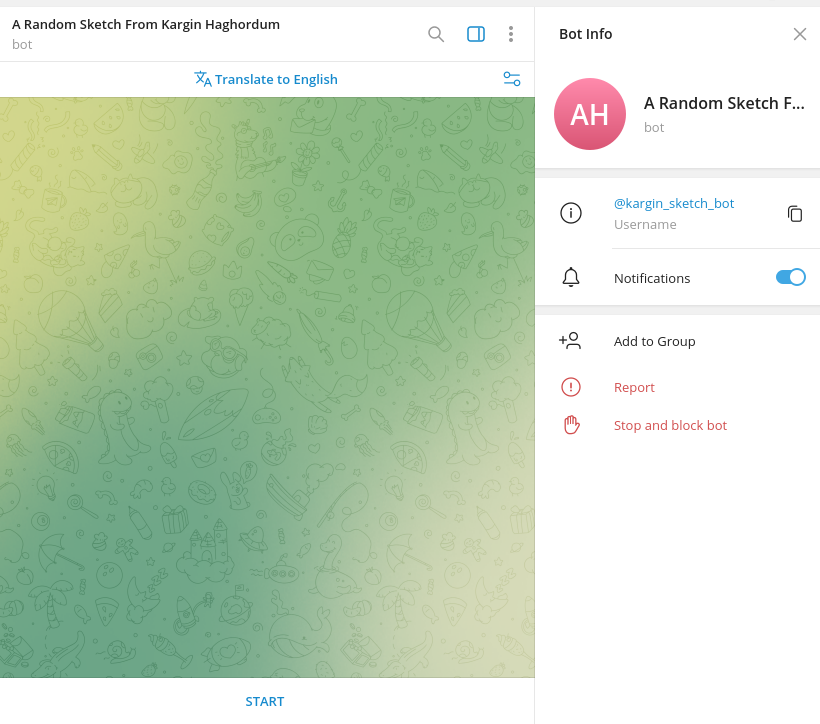 A Random Sketch From Kargin Haghordum
bot
Translate to English
START
Bot Info
AH
A Random Sketch F...
bot
@kargin_sketch_bot
Username
Notifications
Add to Group
Report
Stop and block bot